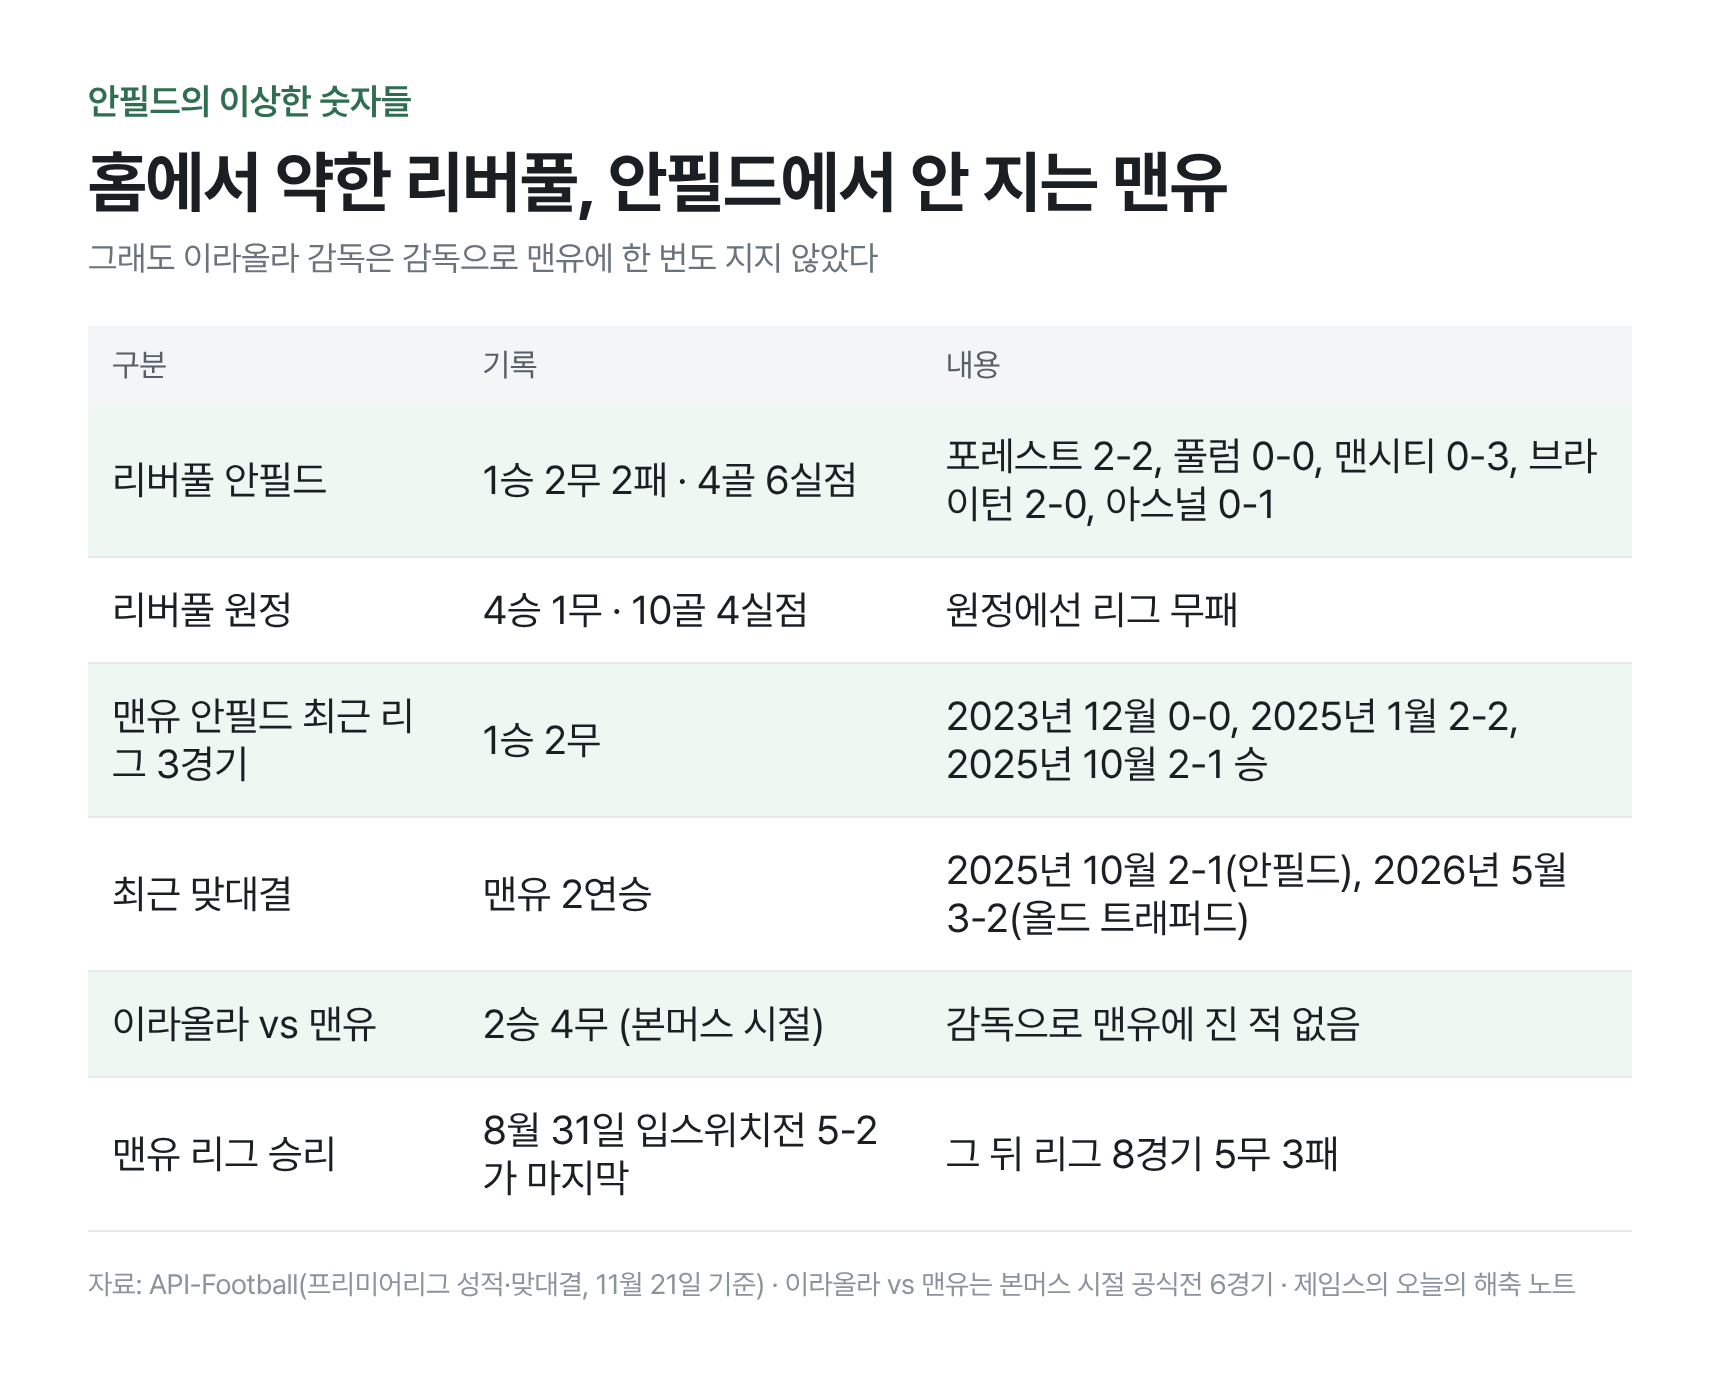 안필드의 이상한 숫자들
홈에서 약한 리버풀, 안필드에서 안 지는 맨유
그래도 이라올라 감독은 감독으로 맨유에 한 번도 지지 않았다
구분 기록 내용
리버풀 안필드 1승 2무 2패 · 4골 6실점 포레스트 2-2, 풀럼 0-0, 맨시티 0-3, 브라
이턴 2-0, 아스널 0-1
리버풀 원정 4승 1무 · 10골 4실점 원정에선 리그 무패
맨유 안필드 최근 리
그 3경기
1승 2무
2023년 12월 0-0, 2025년 1월 2-2,
2025년 10월 2-1 승
최근 맞대결 맨유 2연승
2025년 10월 2-1(안필드), 2026년 5월
3-2(올드 트래퍼드)
이라올라 vs 맨유 2승 4무 (본머스 시절) 감독으로 맨유에 진 적 없음
맨유 리그 승리
8월 31일 입스위치전 5-2
가 마지막
그 뒤 리그 8경기 5무 3패
자료: API-Football(프리미어리그 성적·맞대결, 11월 21일 기준) · 이라올라 vs 맨유는 본머스 시절 공식전 6경기 · 제임스의 오늘의 해축 노트